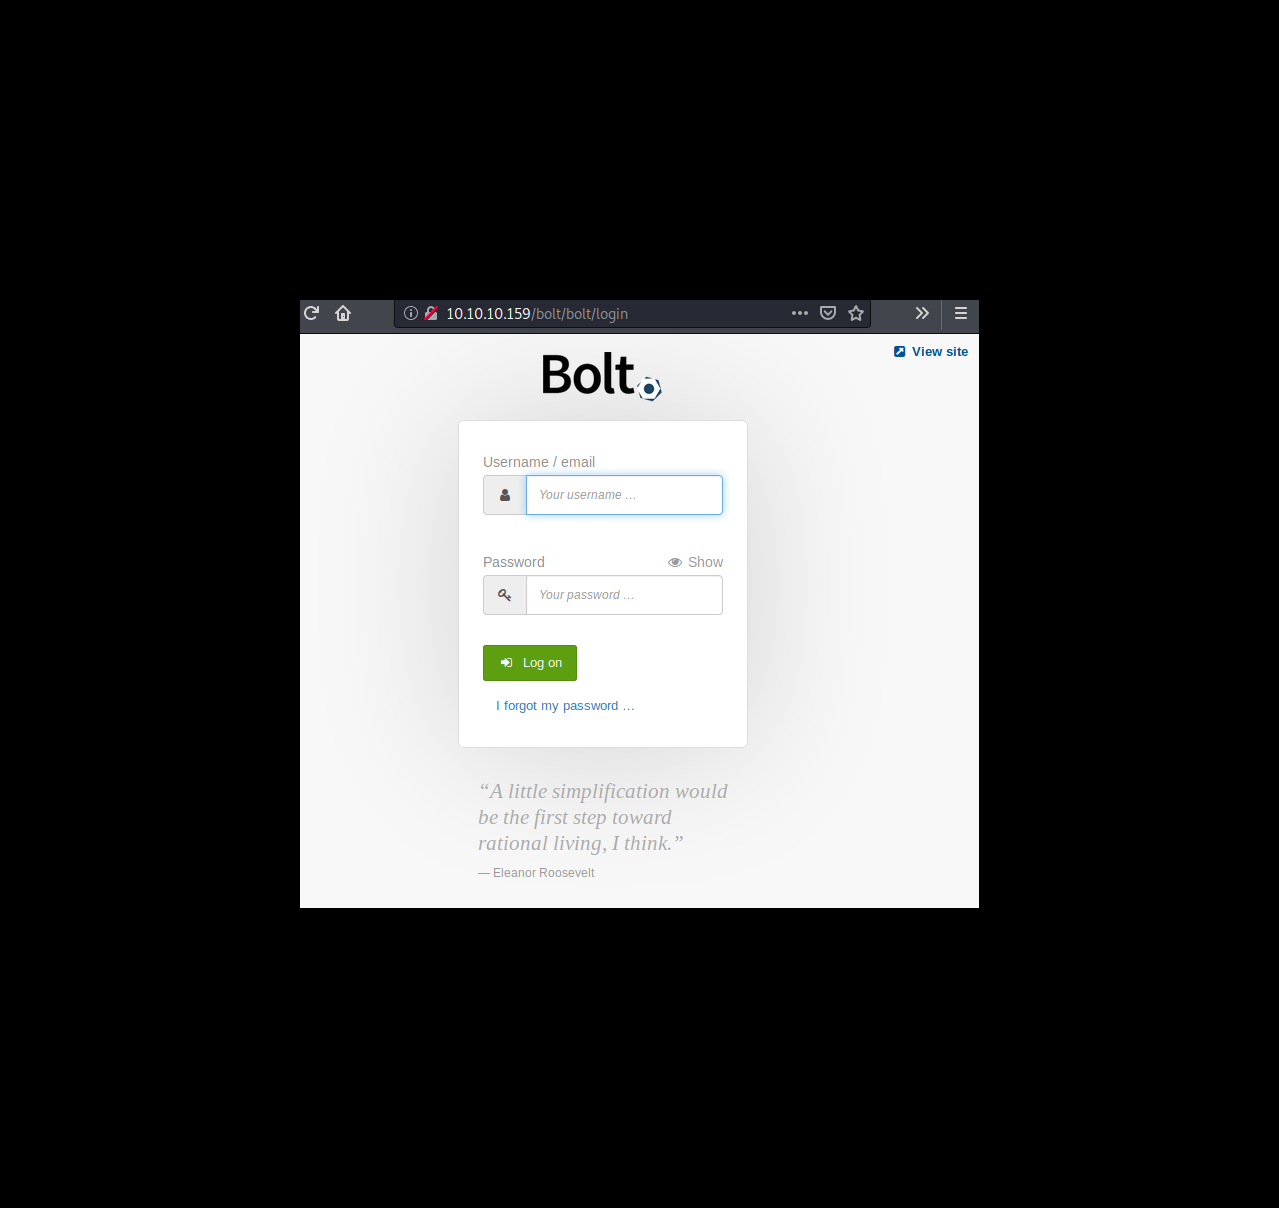 10.10.10.159/bolt/bolt/login
View site
Bolt
Username / email
Your username …
Password Show
Your password …
Log on
I forgot my password …
“A little simplification would
be the first step toward
rational living, I think.”
— Eleanor Roosevelt